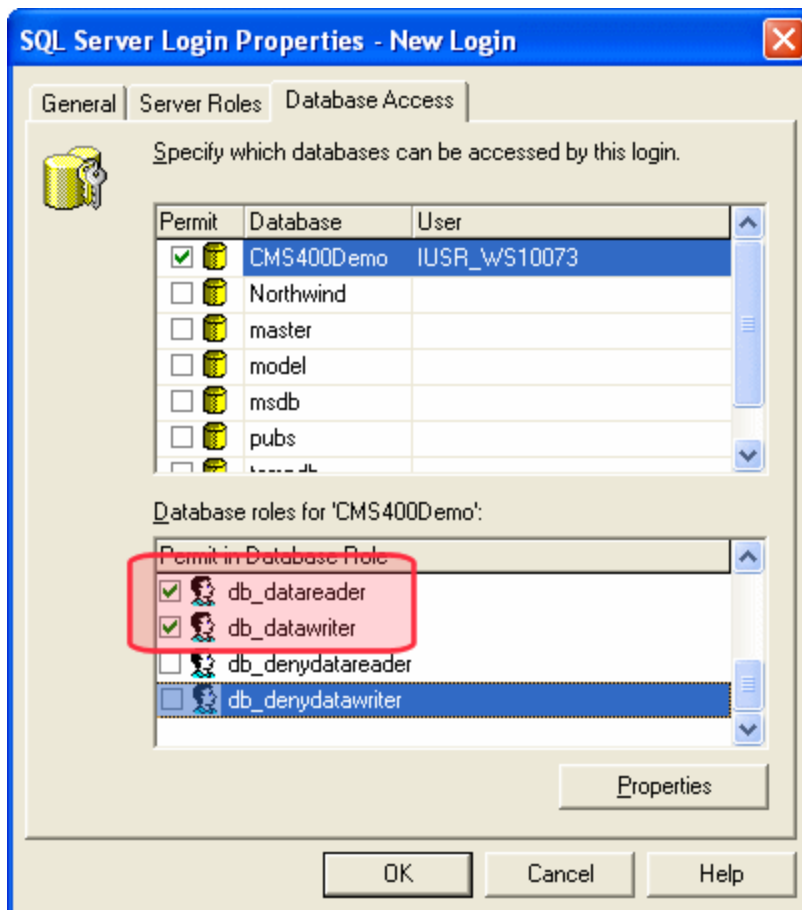 SQL Server Login Properties - New Login
General Server Roles Database Access
Specify which databases can be accessed by this login.
Permit Database User
CMS400Demo IUSR_WS10073
Northwind
master
model
msdb
pubs
tempdb
Database roles for 'CMS400Demo':
Permit in Database Role
db_datareader
db_datawriter
db_denydatareader
db_denydatawriter
Properties
OK Cancel Help